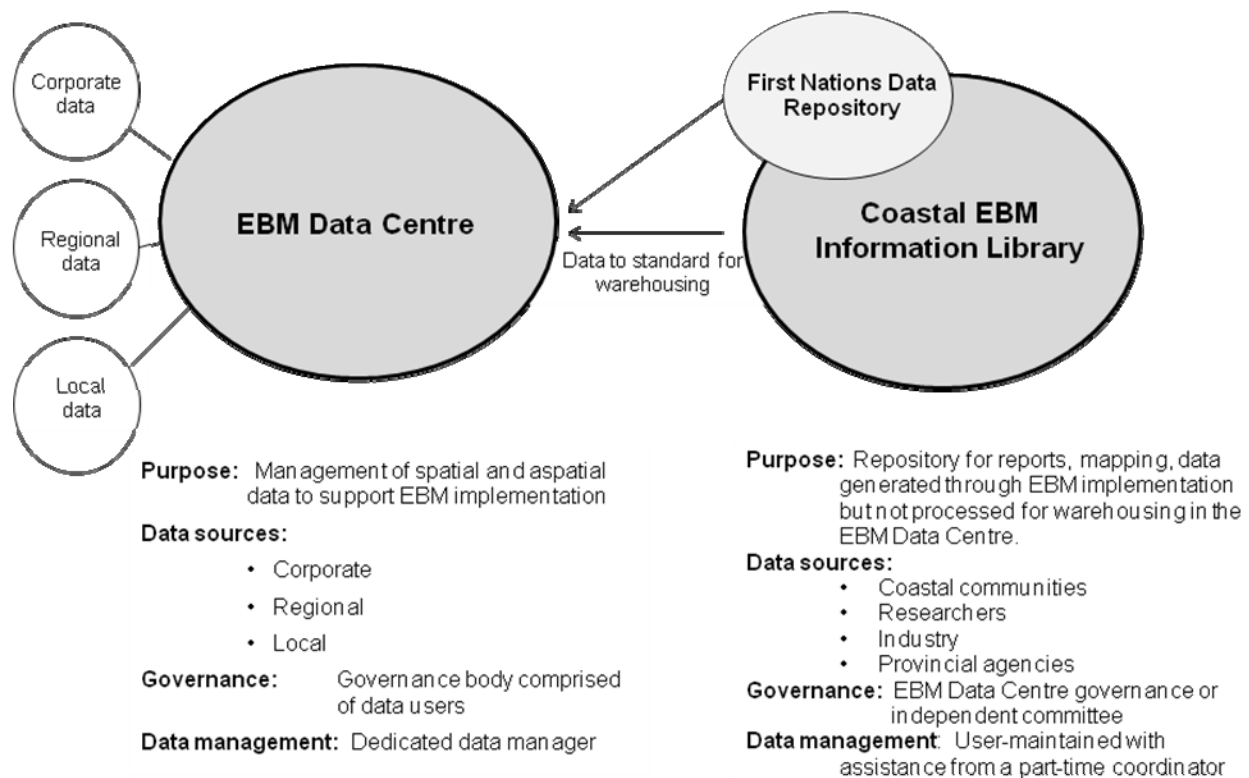 Corporate
data
Regional
data
Local
data
EBM Data Centre
First Nations Data
Repository
Coastal EBM
Information Library
Data to standard for
warehousing
Purpose: Management of spatial and aspatial
data to support EBM implementation
Data sources:
• Corporate
• Regional
• Local
Governance: Governance body comprised
of data users
Data management: Dedicated data manager
Purpose: Repository for reports, mapping, data
generated through EBM implementation
but not processed for warehousing in the
EBM Data Centre.
Data sources:
• Coastal communities
• Researchers
• Industry
• Provincial agencies
Governance: EBM Data Centre governance or
independent committee
Data management: User-maintained with
assistance from a part-time coordinator